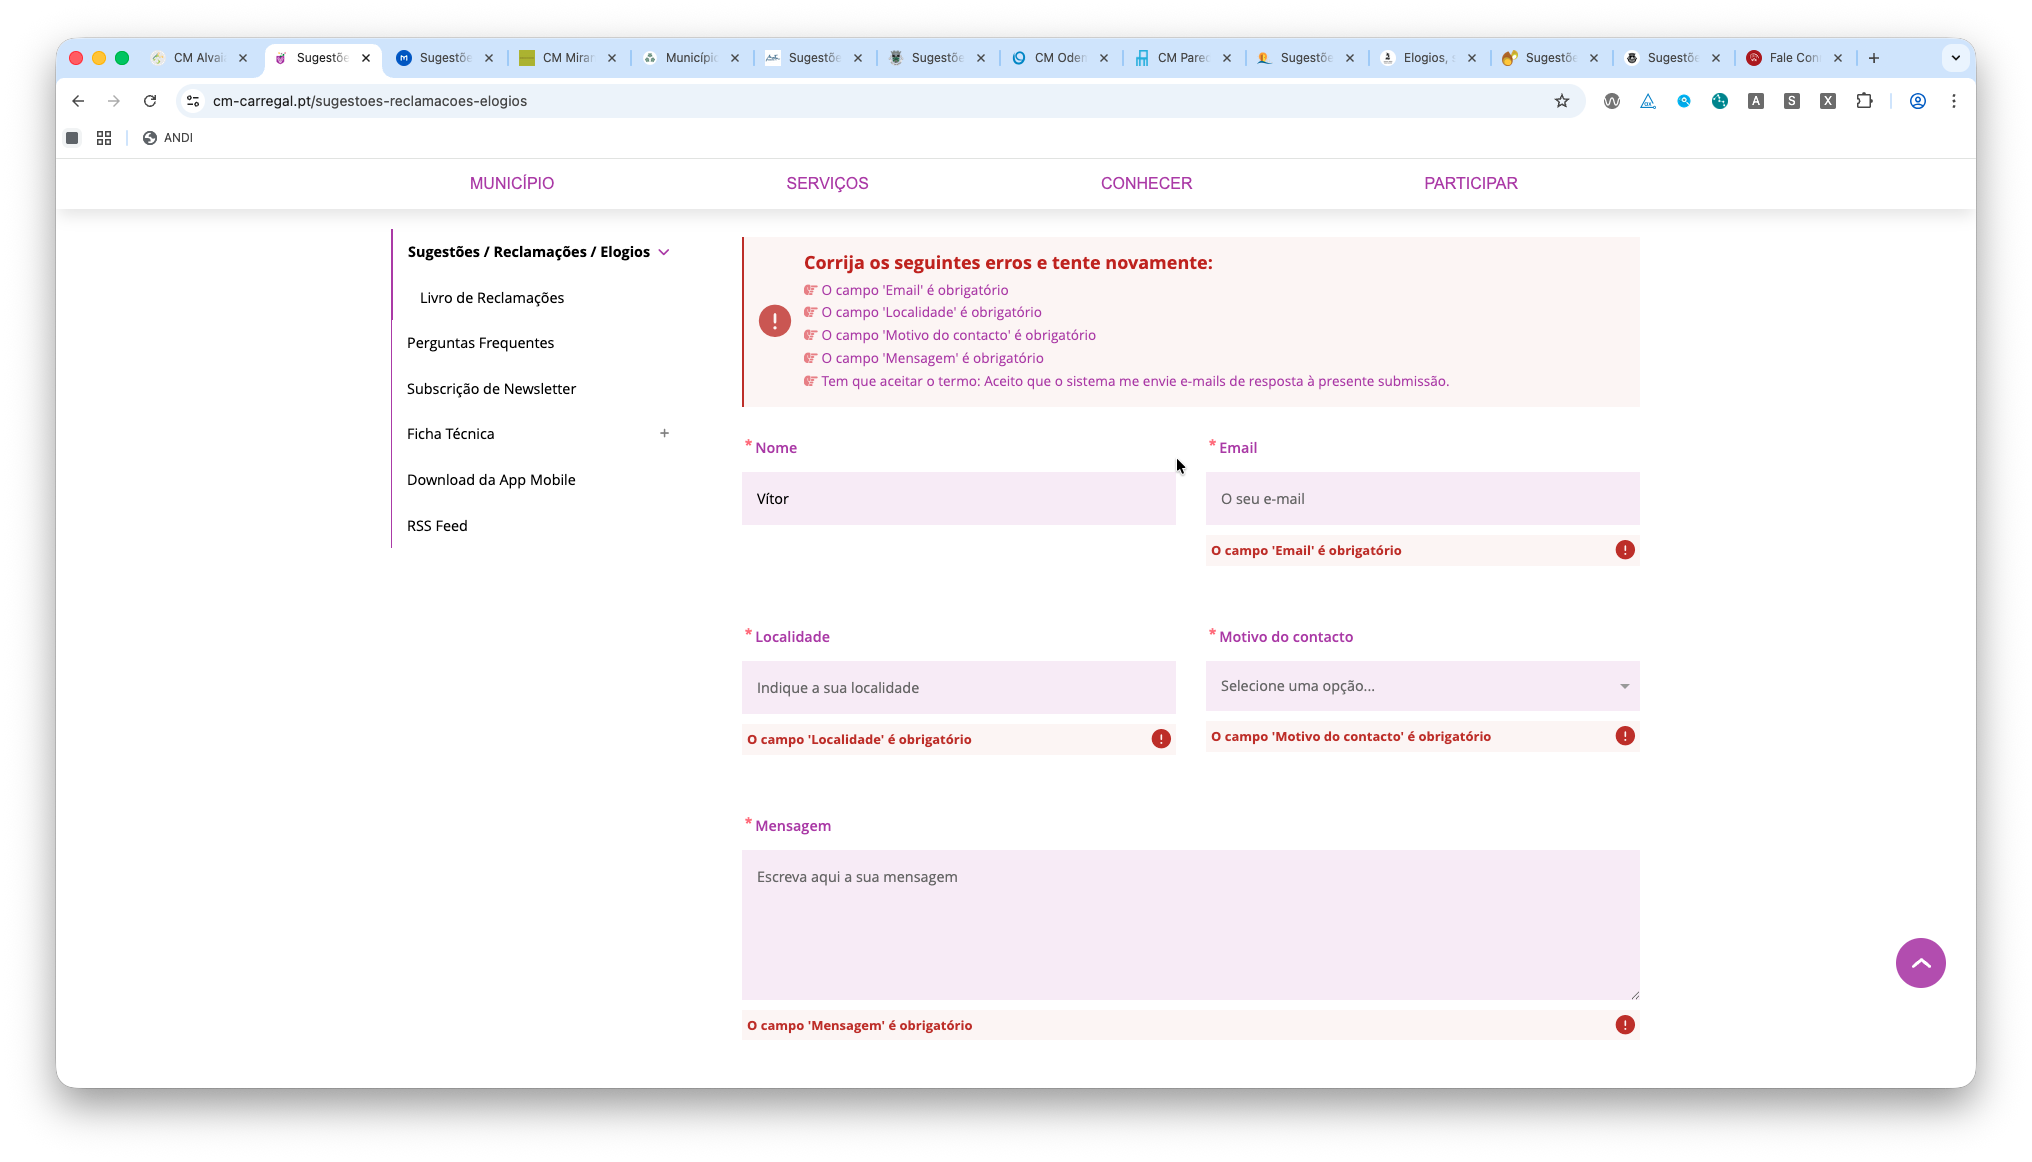 CM Alvai
Sugestõe
Sugestõe
CM Miran
Município
Sugestõe
Sugestõe
CM Odem
CM Pared
Sugestõe
Elogios, s
Sugestõe
Sugestõe
Fale Con
cm-carregal.pt/sugestoes-reclamacoes-elogios
A
S
X
ANDI
MUNICÍPIO
SERVIÇOS
CONHECER
PARTICIPAR
Sugestões / Reclamações / Elogios
Livro de Reclamações
Perguntas Frequentes
Subscrição de Newsletter
Ficha Técnica +
Download da App Mobile
RSS Feed
Corrija os seguintes erros e tente novamente:
O campo 'Email' é obrigatório
O campo 'Localidade' é obrigatório
O campo 'Motivo do contacto' é obrigatório
O campo 'Mensagem' é obrigatório
Tem que aceitar o termo: Aceito que o sistema me envie e-mails de resposta à presente submissão.
* Nome
Vítor
* Email
O seu e-mail
O campo 'Email' é obrigatório
* Localidade
Indique a sua localidade
O campo 'Localidade' é obrigatório
* Motivo do contacto
Selecione uma opção...
O campo 'Motivo do contacto' é obrigatório
* Mensagem
Escreva aqui a sua mensagem
O campo 'Mensagem' é obrigatório